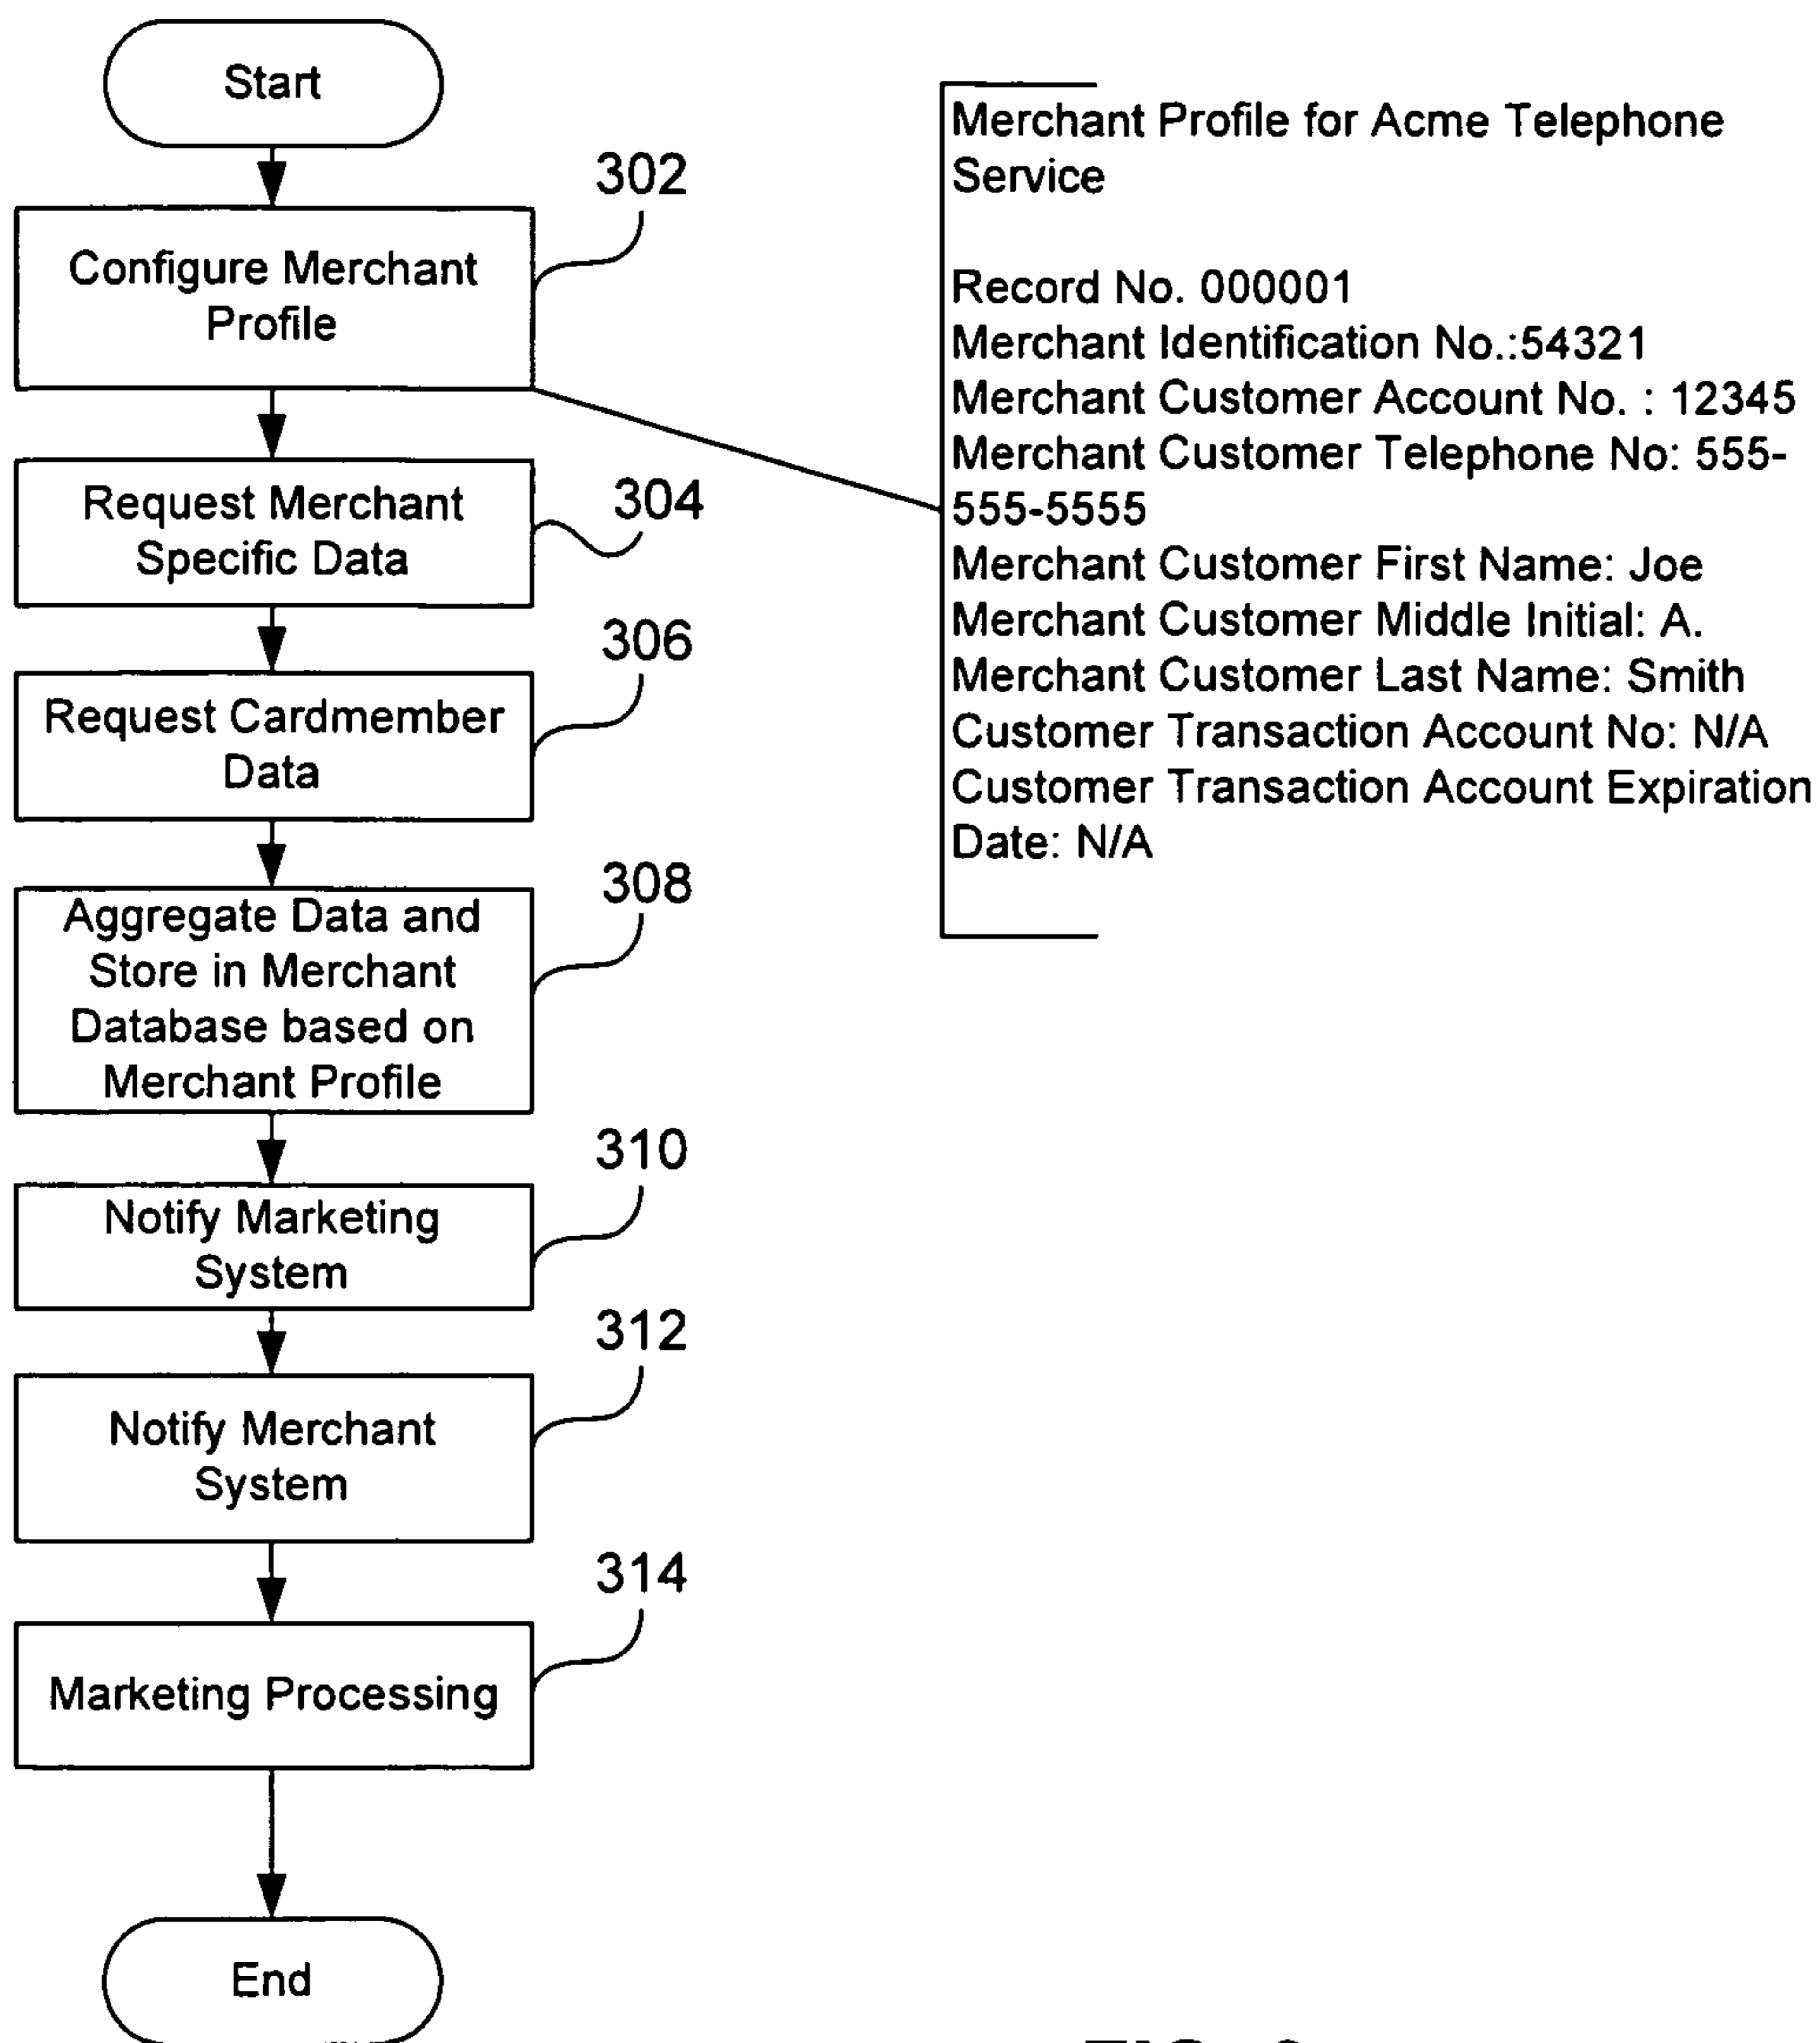 Start
302
Configure Merchant
Profile
304
Request Merchant
Specific Data
306
Request Cardmember
Data
308
Aggregate Data and
Store in Merchant
Database based on
Merchant Profile
310
Notify Marketing
System
312
Notify Merchant
System
314
Marketing Processing
End
Merchant Profile for Acme Telephone
Service
Record No. 000001
Merchant Identification No.:54321
Merchant Customer Account No. : 12345
Merchant Customer Telephone No: 555-
555-5555
Merchant Customer First Name: Joe
Merchant Customer Middle Initial: A.
Merchant Customer Last Name: Smith
Customer Transaction Account No: N/A
Customer Transaction Account Expiration
Date: N/A